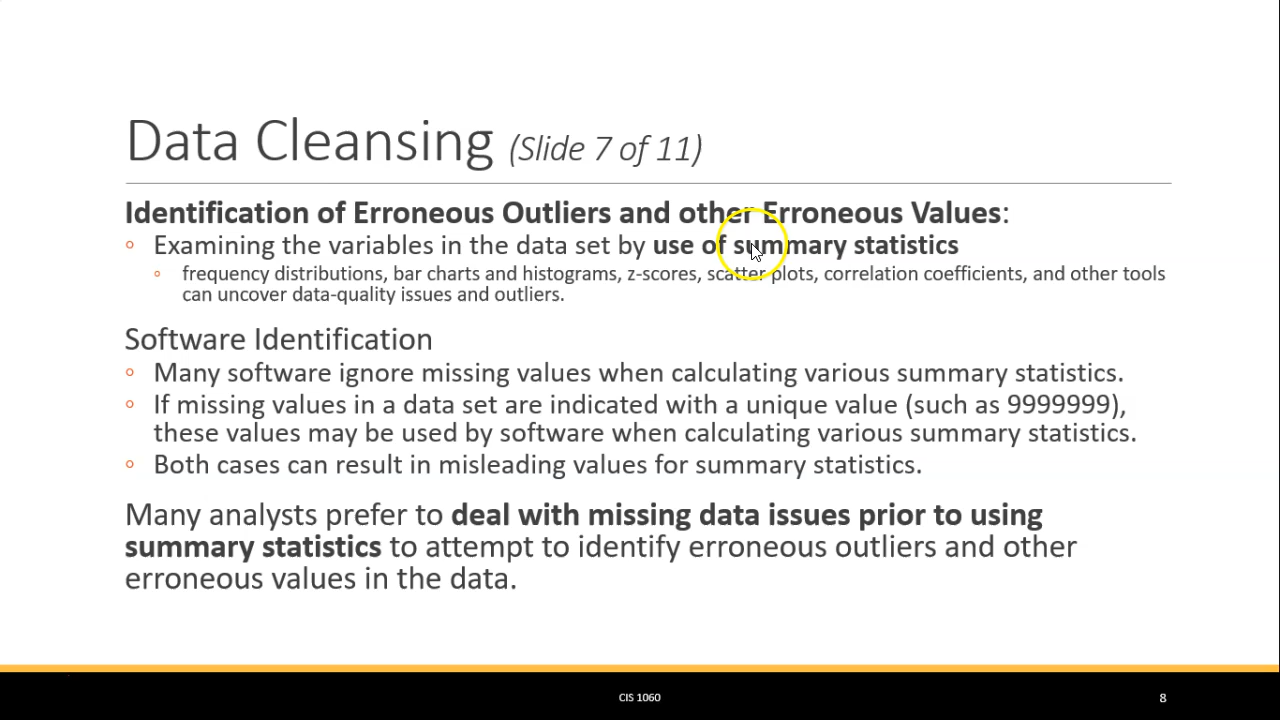 Data Cleansing (Slide 7 of 11)
Identification of Erroneous Outliers and other Erroneous Values:
◦ Examining the variables in the data set by use of summary statistics
◦ frequency distributions, bar charts and histograms, z-scores, scatter plots, correlation coefficients, and other tools
can uncover data-quality issues and outliers.
Software Identification
◦ Many software ignore missing values when calculating various summary statistics.
◦ If missing values in a data set are indicated with a unique value (such as 9999999),
these values may be used by software when calculating various summary statistics.
◦ Both cases can result in misleading values for summary statistics.
Many analysts prefer to deal with missing data issues prior to using
summary statistics to attempt to identify erroneous outliers and other
erroneous values in the data.
CIS 1060
8